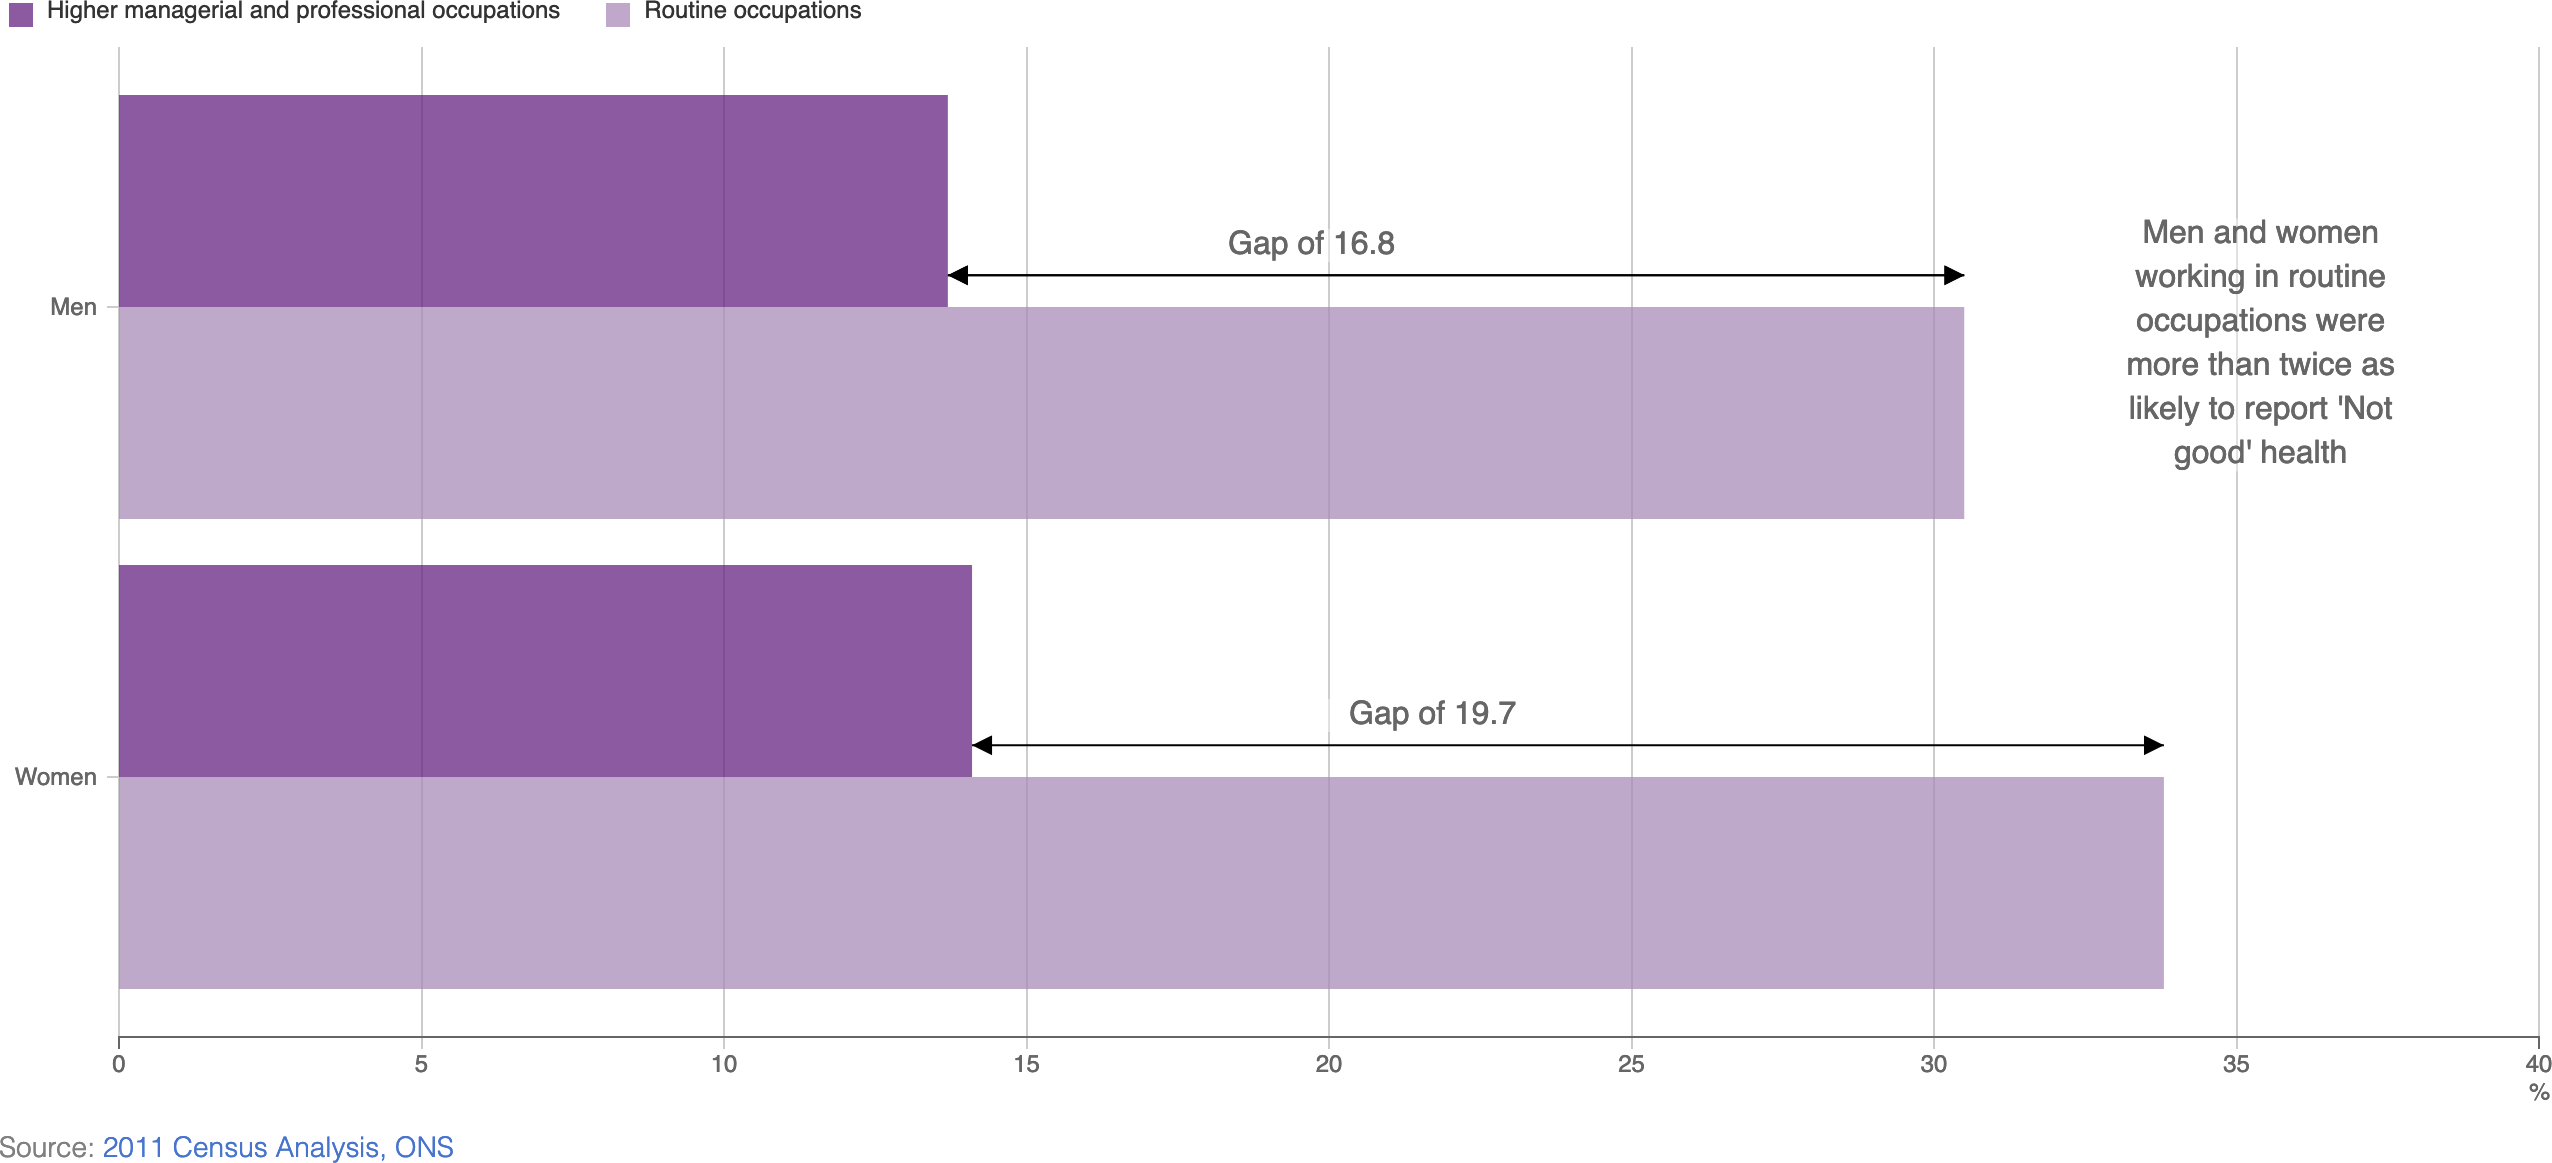 Higher managerial and professional occupations Routine occupations
Gap of 16.8
Men and women
working in routine
occupations were
more than twice as
likely to report 'Not
good' health
Men
Gap of 19.7
Women
0 5 10 15 20 25 30 35 40
%
Source: 2011 Census Analysis, ONS